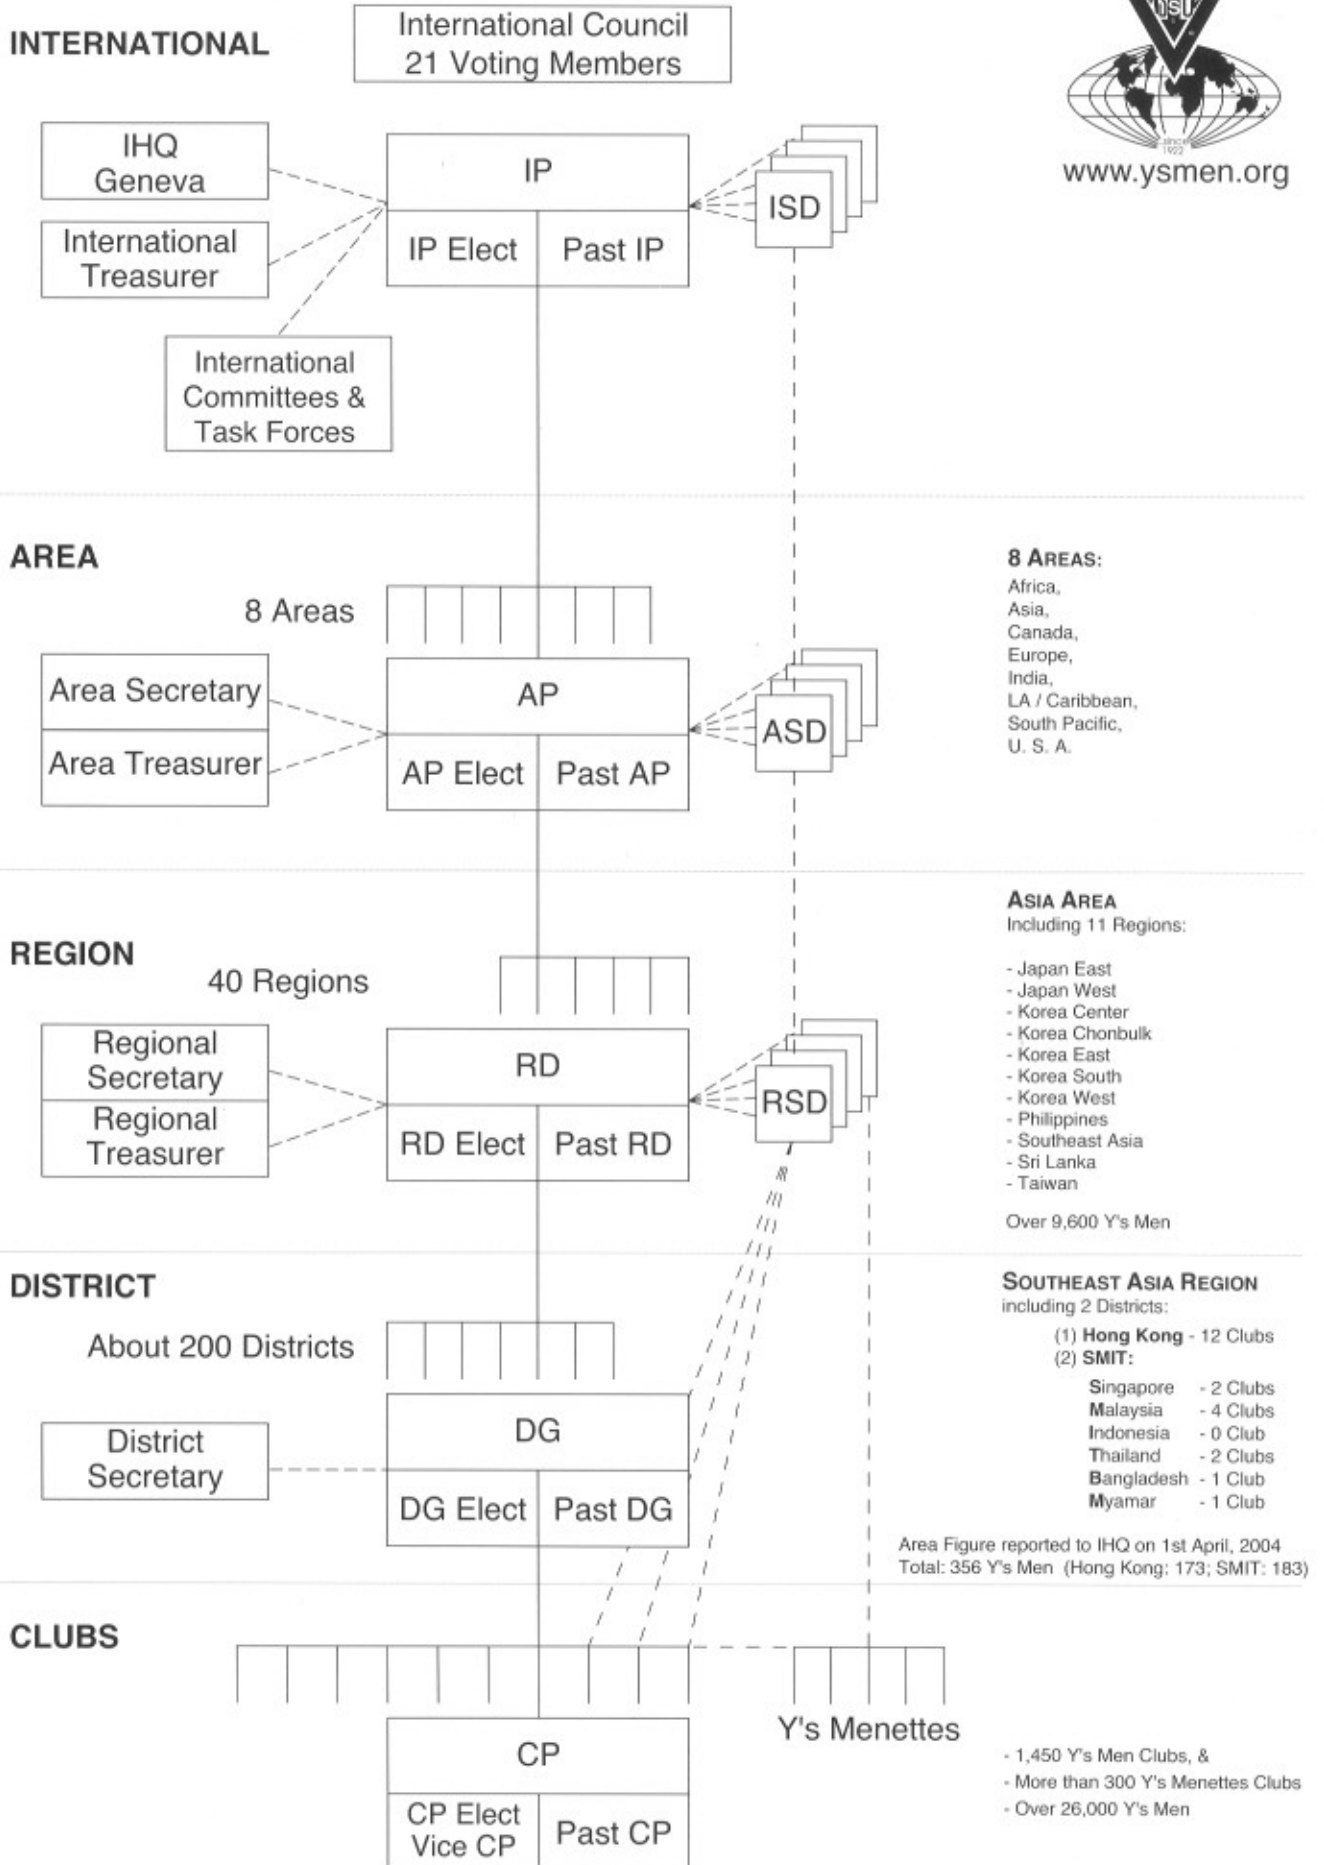 INTERNATIONAL
International Council
21 Voting Members
since
1922
www.ysmen.org
IHQ
Geneva
International
Treasurer
International
Committees &
Task Forces
IP
IP Elect
Past IP
ISD
AREA
8 Areas
Area Secretary
Area Treasurer
AP
AP Elect
Past AP
ASD
8 AREAS:
Africa,
Asia,
Canada,
Europe,
India,
LA / Caribbean,
South Pacific,
U. S. A.
REGION
40 Regions
Regional
Secretary
Regional
Treasurer
RD
RD Elect
Past RD
RSD
ASIA AREA
Including 11 Regions:
- Japan East
- Japan West
- Korea Center
- Korea Chonbulk
- Korea East
- Korea South
- Korea West
- Philippines
- Southeast Asia
- Sri Lanka
- Taiwan
Over 9,600 Y's Men
DISTRICT
About 200 Districts
District
Secretary
DG
DG Elect
Past DG
SOUTHEAST ASIA REGION
including 2 Districts:
(1) Hong Kong - 12 Clubs
(2) SMIT:
Singapore - 2 Clubs
Malaysia - 4 Clubs
Indonesia - 0 Club
Thailand - 2 Clubs
Bangladesh - 1 Club
Myamar - 1 Club
Area Figure reported to IHQ on 1st April, 2004
Total: 356 Y's Men (Hong Kong: 173; SMIT: 183)
CLUBS
CP
CP Elect
Vice CP
Past CP
Y's Menettes
- 1,450 Y's Men Clubs, &
- More than 300 Y's Menettes Clubs
- Over 26,000 Y's Men